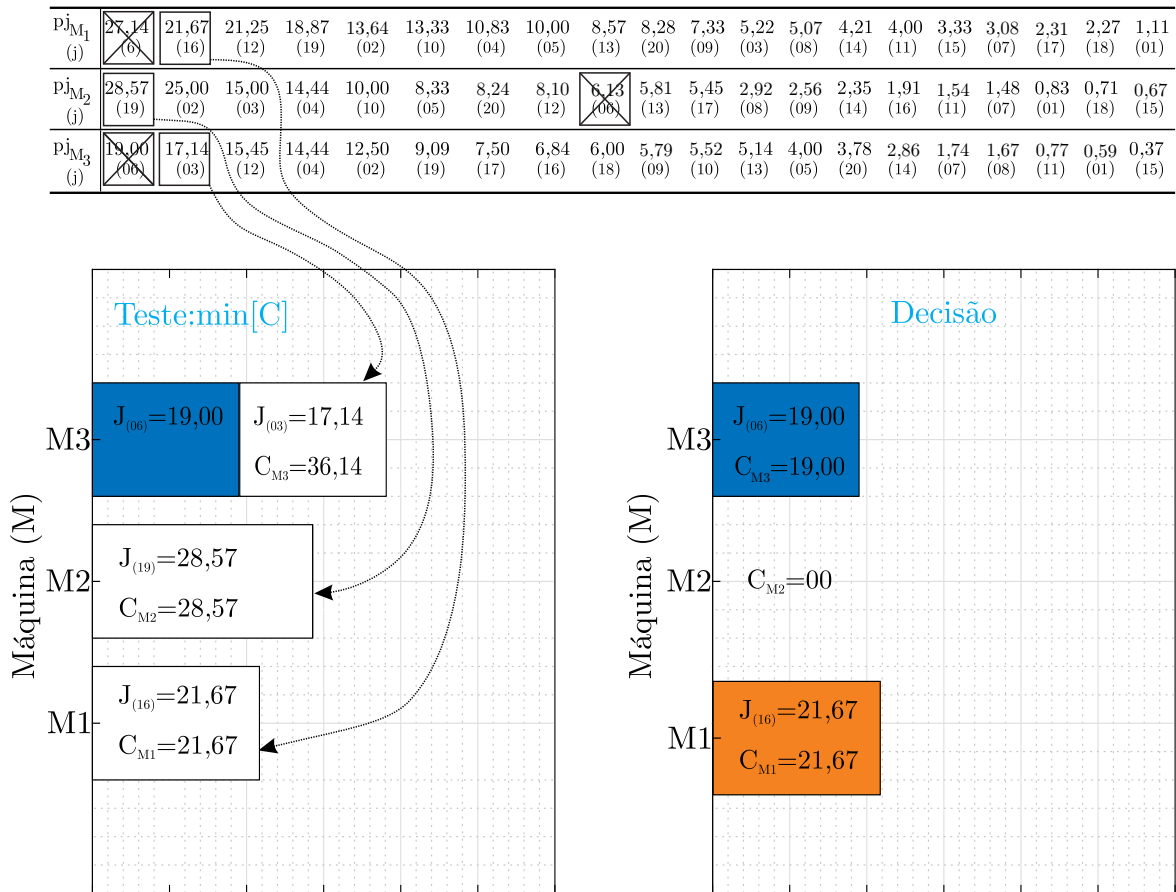 pjM1 27,14 21,67 21,25 18,87 13,64 13,33 10,83 10,00 8,57 8,28 7,33 5,22 5,07 4,21 4,00 3,33 3,08 2,31 2,27 1,11
(j) (6) (16) (12) (19) (02) (10) (04) (05) (13) (20) (09) (03) (08) (14) (11) (15) (07) (17) (18) (01)
pjM2 28,57 25,00 15,00 14,44 10,00 8,33 8,24 8,10 6,13 5,81 5,45 2,92 2,56 2,35 1,91 1,54 1,48 0,83 0,71 0,67
(j) (19) (02) (03) (04) (10) (05) (20) (12) (06) (13) (17) (08) (09) (14) (16) (11) (07) (01) (18) (15)
pjM3 19,00 17,14 15,45 14,44 12,50 9,09 7,50 6,84 6,00 5,79 5,52 5,14 4,00 3,78 2,86 1,74 1,67 0,77 0,59 0,37
(j) (06) (03) (12) (04) (02) (19) (17) (16) (18) (09) (10) (13) (05) (20) (14) (07) (08) (11) (01) (15)
Teste:min[C]
Máquina (M)
M3
J(06)=19,00
J(03)=17,14
CM3=36,14
M2
J(19)=28,57
CM2=28,57
M1
J(16)=21,67
CM1=21,67
Decisão
Máquina (M)
M3
J(06)=19,00
CM3=19,00
M2
CM2=00
M1
J(16)=21,67
CM1=21,67